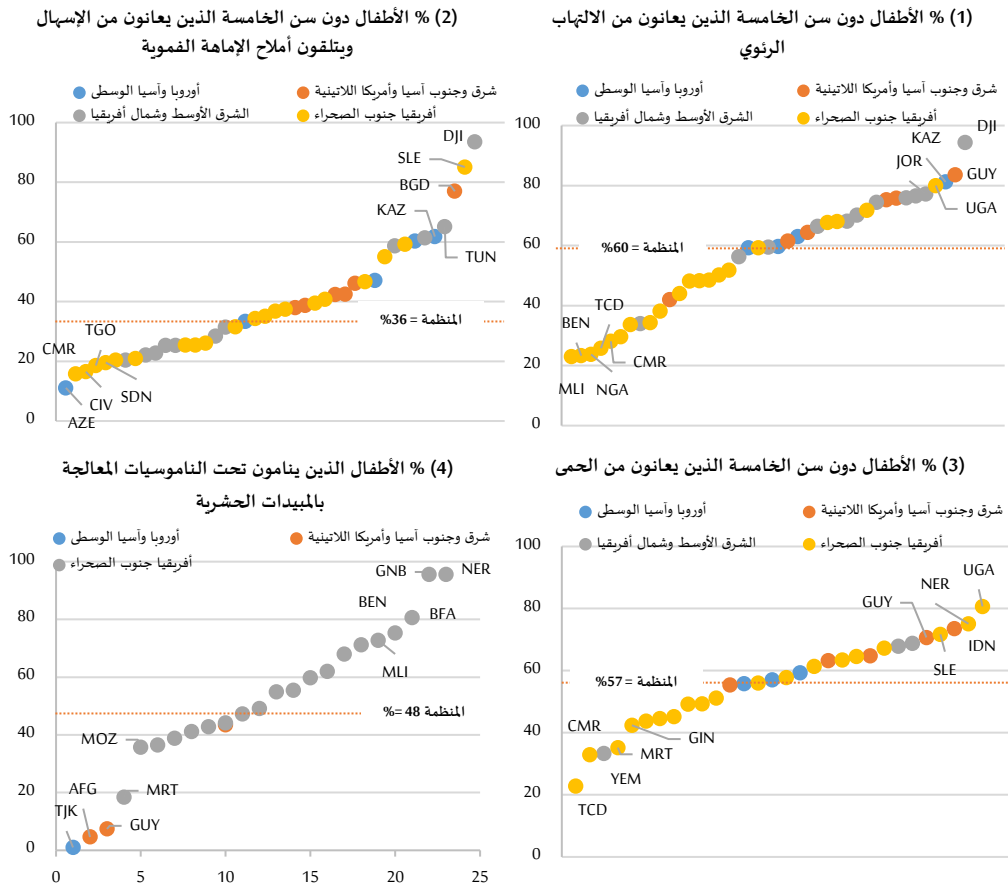 (1) % الأطفال دون سن الخامسة الذين يعانون من الالتهاب
الرئوي
شرق وجنوب آسيا وأمريكا اللاتينية
أوروبا وآسيا الوسطى
أفريقيا جنوب الصحراء
الشرق الأوسط وشمال أفريقيا
100
80
60
40
20
0
المنظمة = 60%
DJI
KAZ
GUY
JOR
UGA
TCD
BEN
CMR
NGA
MLI
(2) % الأطفال دون سن الخامسة الذين يعانون من الإسهال
ويتلقون أملاح الإماهة الفموية
شرق وجنوب آسيا وأمريكا اللاتينية
أوروبا وآسيا الوسطى
أفريقيا جنوب الصحراء
الشرق الأوسط وشمال أفريقيا
100
80
60
40
20
0
المنظمة = 36%
DJI
SLE
BGD
KAZ
TUN
TGO
CMR
SDN
CIV
AZE
(3) % الأطفال دون سن الخامسة الذين يعانون من الحمى
شرق وجنوب آسيا وأمريكا اللاتينية
أوروبا وآسيا الوسطى
أفريقيا جنوب الصحراء
الشرق الأوسط وشمال أفريقيا
100
80
60
40
20
0
المنظمة = 57%
UGA
NER
GUY
IDN
SLE
CMR
GIN
MRT
YEM
TCD
(4) % الأطفال الذين ينامون تحت الناموسيات المعالجة
بالمبيدات الحشرية
شرق وجنوب آسيا وأمريكا اللاتينية
أوروبا وآسيا الوسطى
أفريقيا جنوب الصحراء
100
80
60
40
20
0
المنظمة 48 =%
GNB
NER
BEN
BFA
MLI
MOZ
AFG
MRT
TJK
GUY
0 5 10 15 20 25